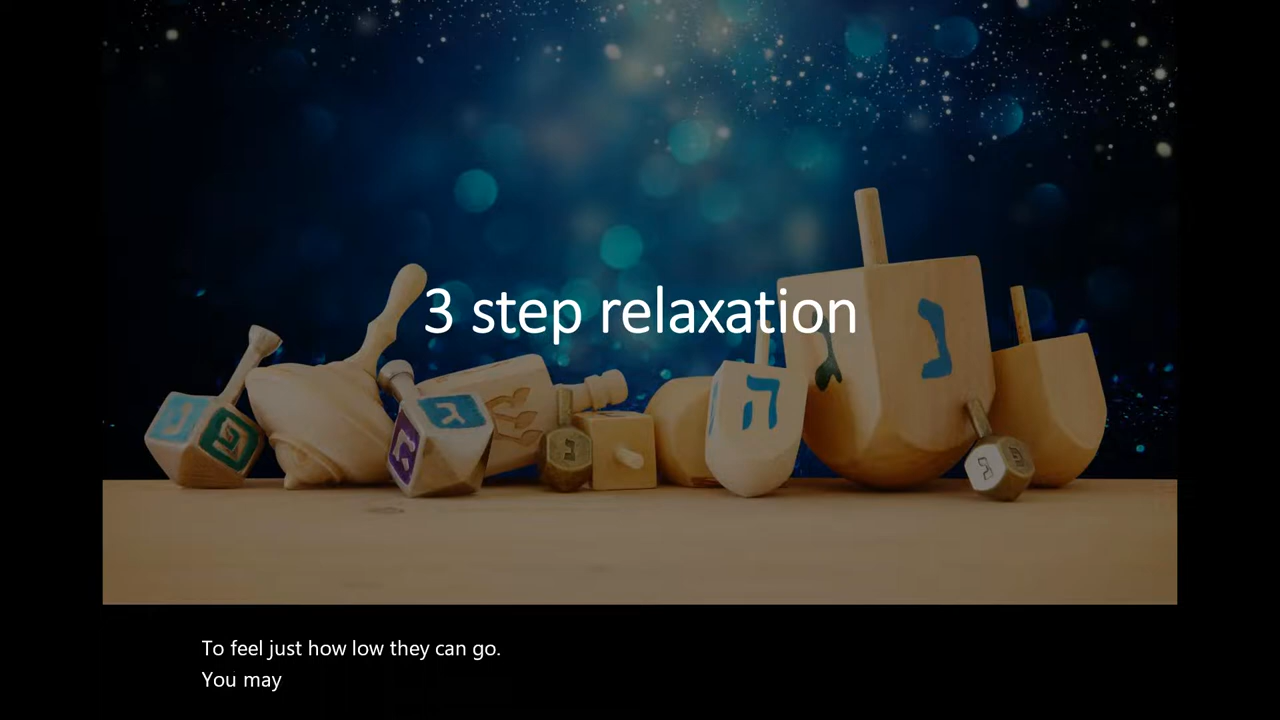 3 step relaxation
פ
ג
נ
ה
נ
ג
To feel just how low they can go.
You may